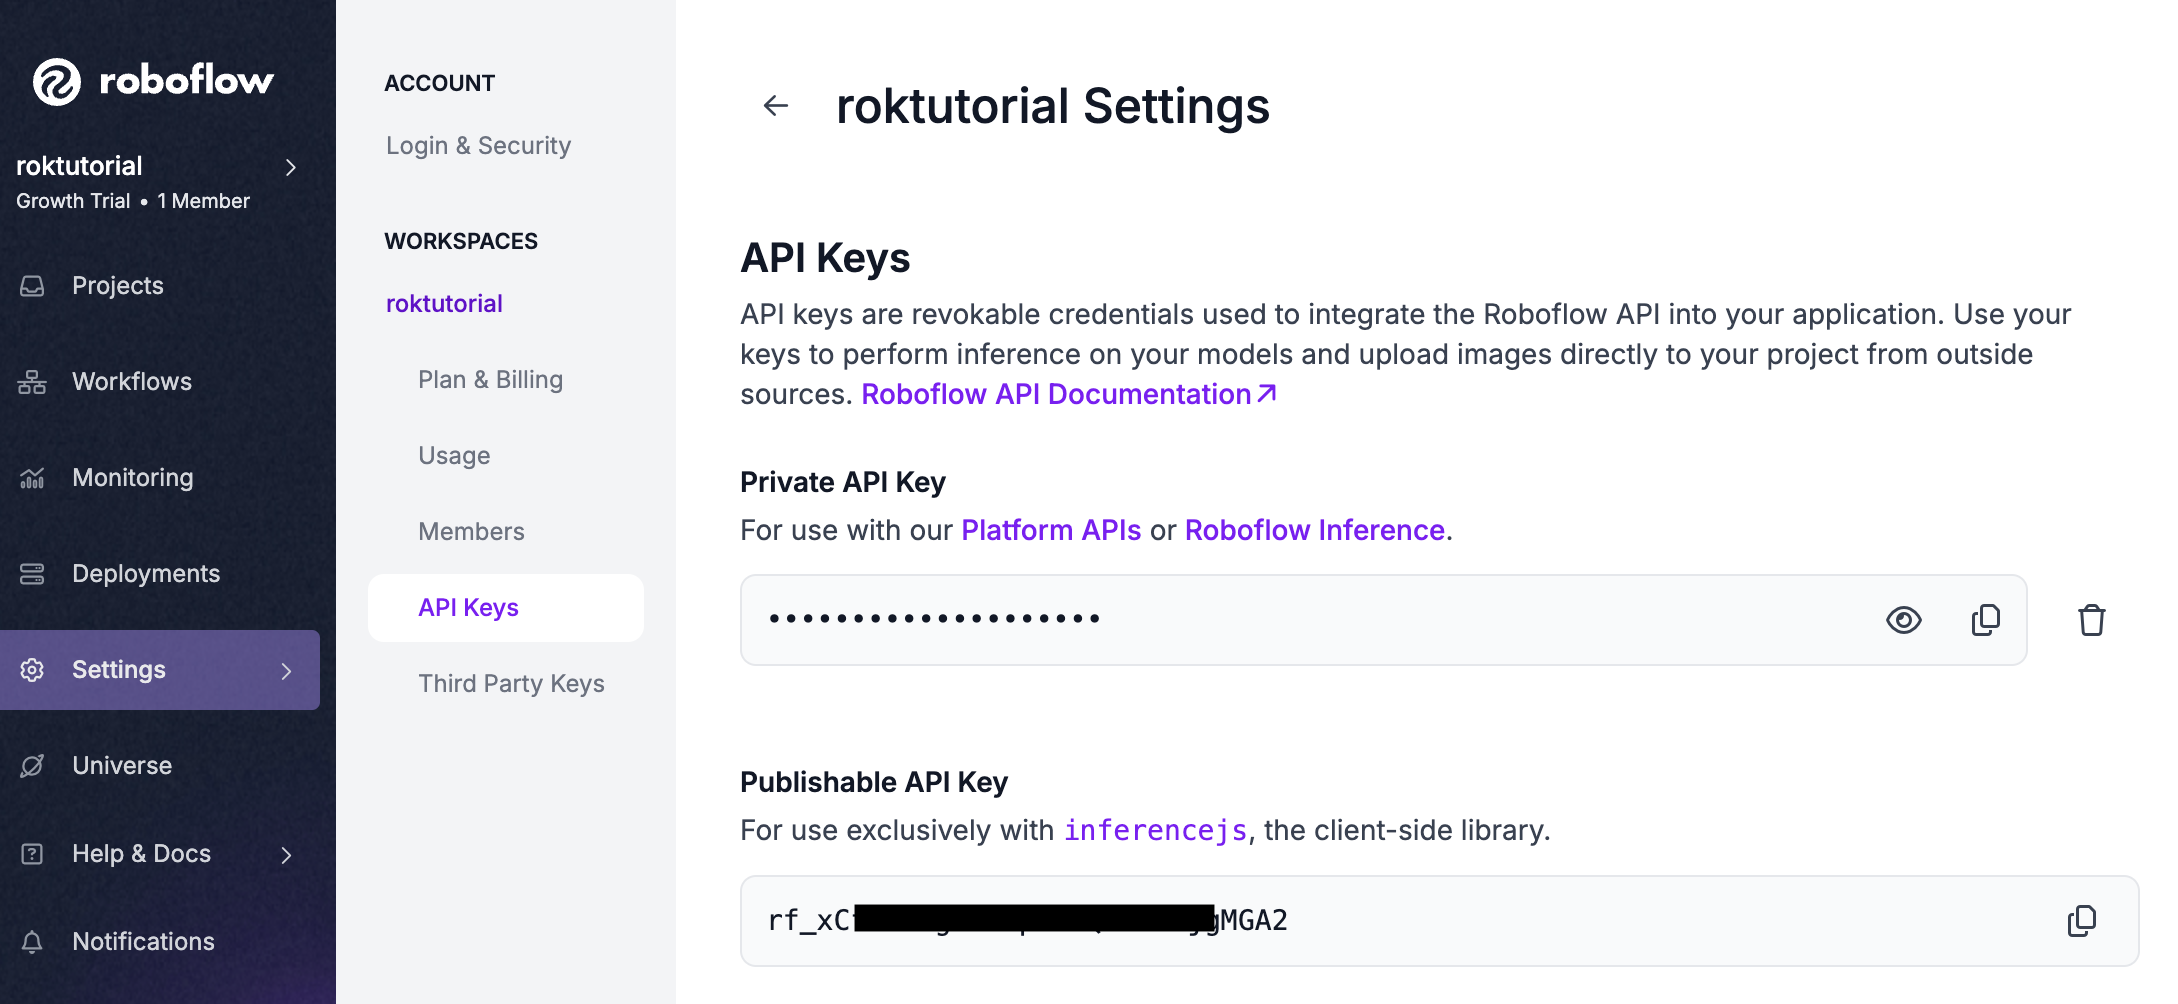 roboflow
roktutorial
Growth Trial • 1 Member
Projects
Workflows
Monitoring
Deployments
Settings
Universe
Help & Docs
Notifications
ACCOUNT
Login & Security
WORKSPACES
roktutorial
Plan & Billing
Usage
Members
API Keys
Third Party Keys
roktutorial Settings
API Keys
API keys are revokable credentials used to integrate the Roboflow API into your application. Use your
keys to perform inference on your models and upload images directly to your project from outside
sources. Roboflow API Documentation
Private API Key
For use with our Platform APIs or Roboflow Inference.
••••••••••••••••••••
Publishable API Key
For use exclusively with inferencejs, the client-side library.
rf_xC gMGA2